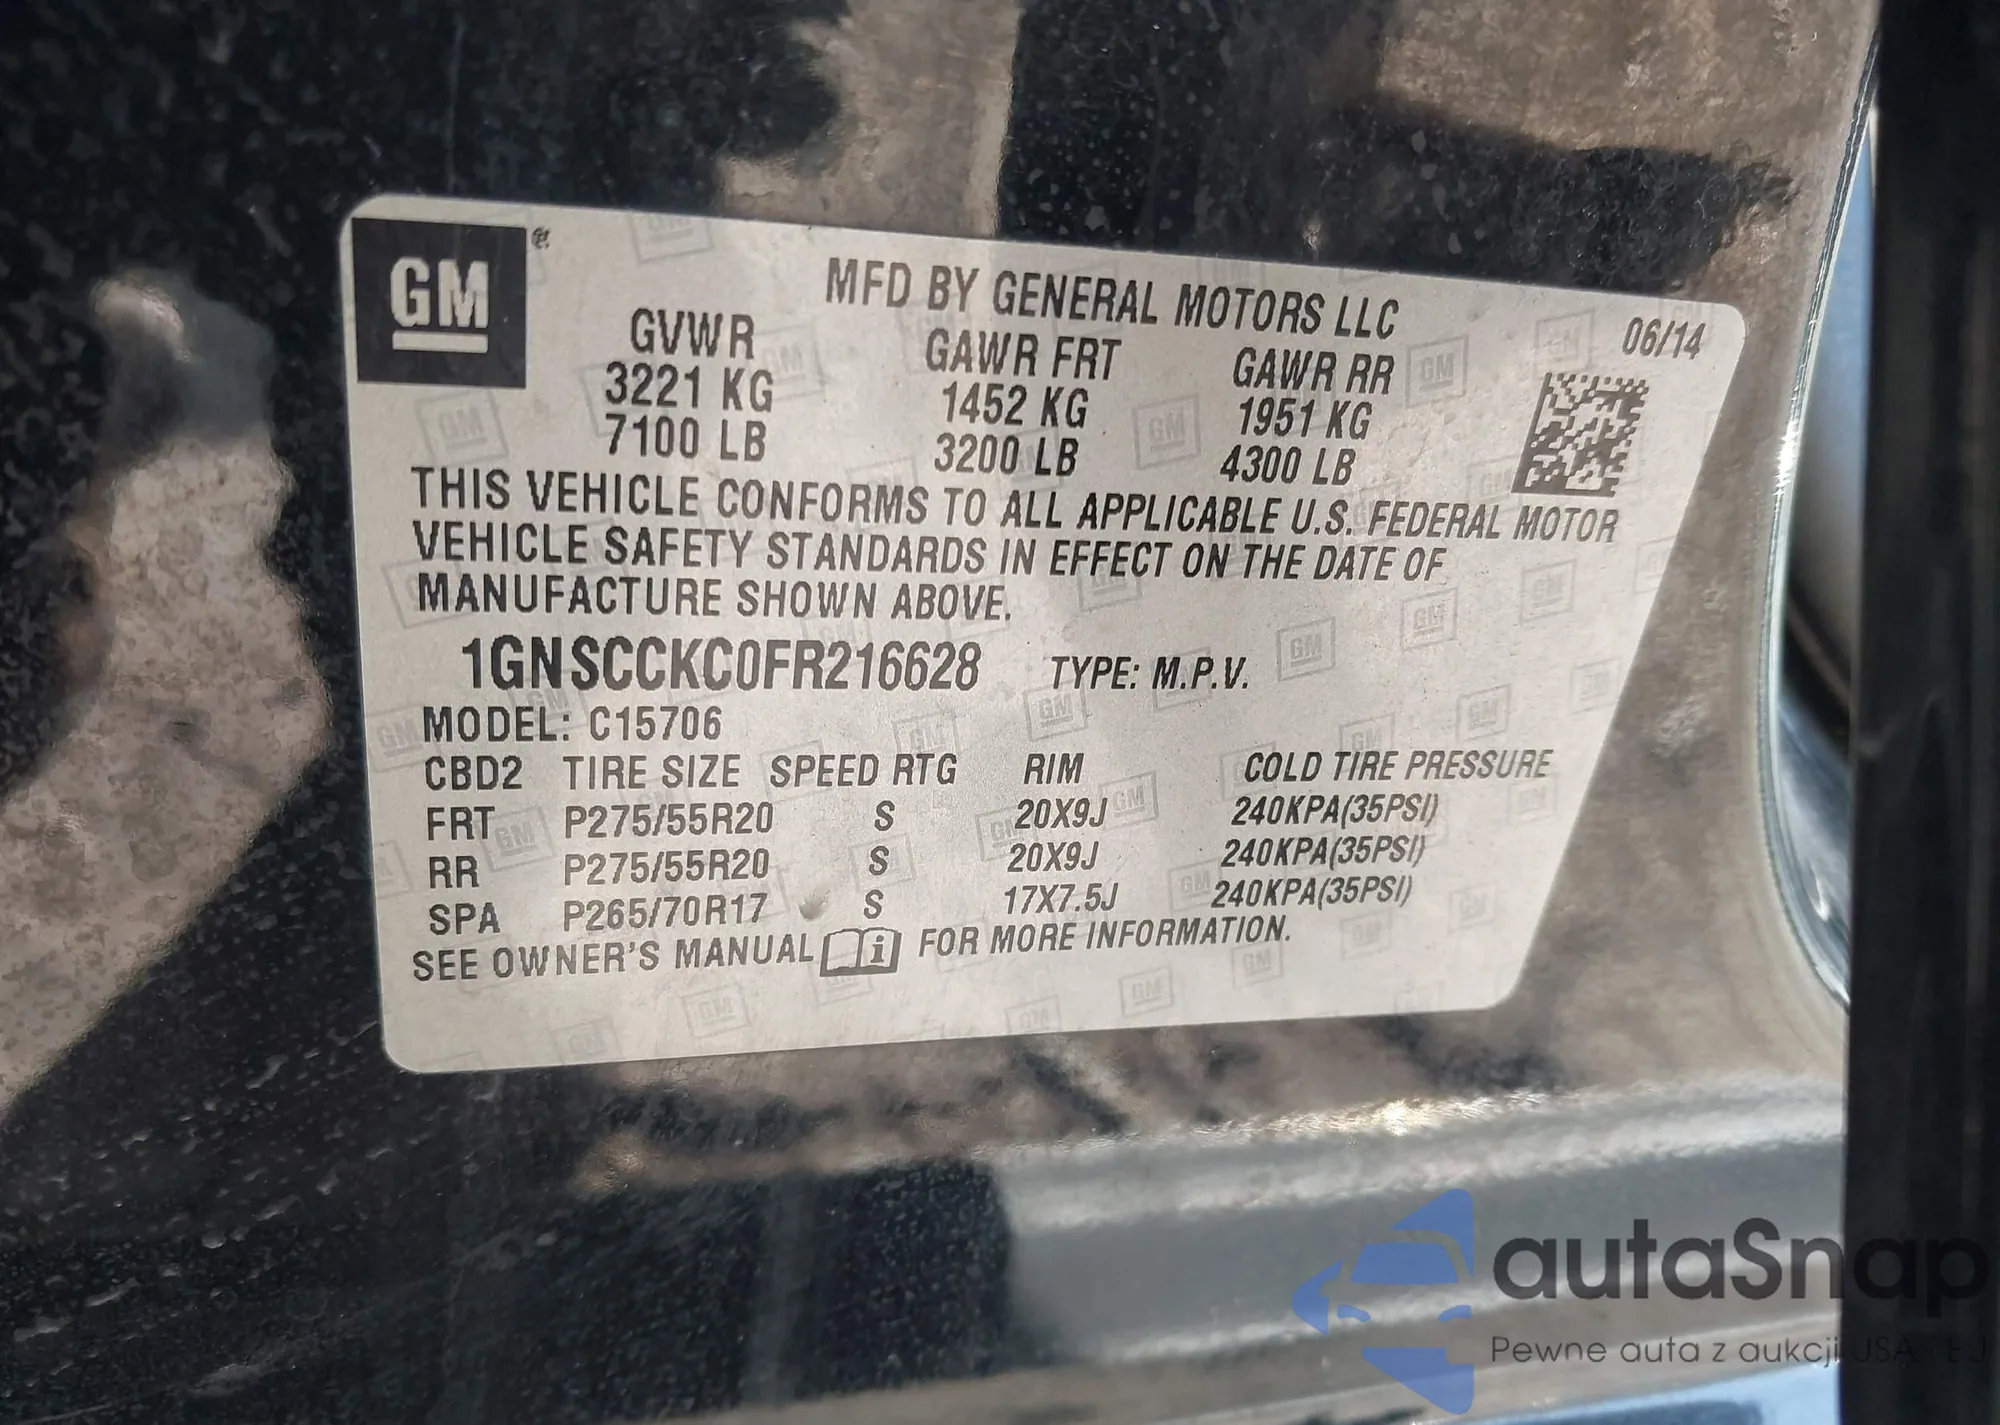 GM
MFD BY GENERAL MOTORS LLC
06/14
GVWR GAWR FRT GAWR RR
3221 KG 1452 KG 1951 KG
7100 LB 3200 LB 4300 LB
THIS VEHICLE CONFORMS TO ALL APPLICABLE U.S. FEDERAL MOTOR
VEHICLE SAFETY STANDARDS IN EFFECT ON THE DATE OF
MANUFACTURE SHOWN ABOVE.
1GNSCCKC0FR216628 TYPE: M.P.V.
MODEL: C15706
CBD2 TIRE SIZE SPEED RTG RIM COLD TIRE PRESSURE
FRT P275/55R20 S 20X9J 240KPA(35PSI)
RR P275/55R20 S 20X9J 240KPA(35PSI)
SPA P265/70R17 S 17X7.5J 240KPA(35PSI)
SEE OWNER'S MANUAL FOR MORE INFORMATION.
autaSnap
Pewne auta z aukcji USA